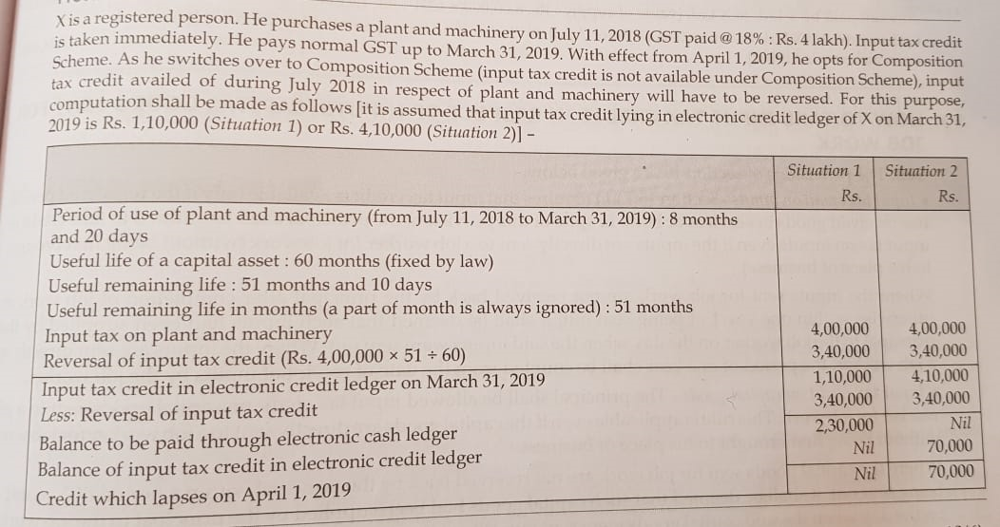 X is a registered person. He purchases a plant and machinery on July 11, 2018 (GST paid @ 18% : Rs. 4 lakh). Input tax credit
is taken immediately. He pays normal GST up to March 31, 2019. With effect from April 1, 2019, he opts for Composition
Scheme. As he switches over to Composition Scheme (input tax credit is not available under Composition Scheme), input
tax credit availed of during July 2018 in respect of plant and machinery will have to be reversed. For this purpose,
computation shall be made as follows [it is assumed that input tax credit lying in electronic credit ledger of X on March 31,
2019 is Rs. 1,10,000 (Situation 1) or Rs. 4,10,000 (Situation 2)] –
Situation 1 Situation 2
Rs. Rs.
Period of use of plant and machinery (from July 11, 2018 to March 31, 2019) : 8 months
and 20 days
Useful life of a capital asset : 60 months (fixed by law)
Useful remaining life : 51 months and 10 days
Useful remaining life in months (a part of month is always ignored) : 51 months
Input tax on plant and machinery 4,00,000 4,00,000
Reversal of input tax credit (Rs. 4,00,000 × 51 ÷ 60) 3,40,000 3,40,000
Input tax credit in electronic credit ledger on March 31, 2019 1,10,000 4,10,000
Less: Reversal of input tax credit 3,40,000 3,40,000
Balance to be paid through electronic cash ledger 2,30,000 Nil
Balance of input tax credit in electronic credit ledger Nil 70,000
Credit which lapses on April 1, 2019 Nil 70,000